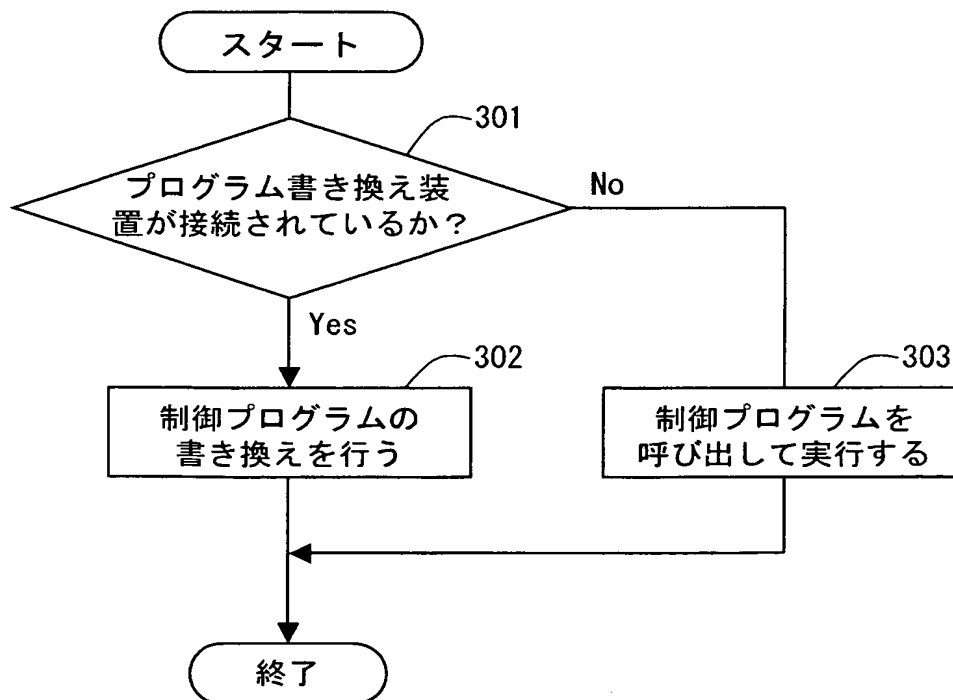 スタート
301
プログラム書き換え装
置が接続されているか？
No
Yes
302
制御プログラムの
書き換えを行う
303
制御プログラムを
呼び出して実行する
終了